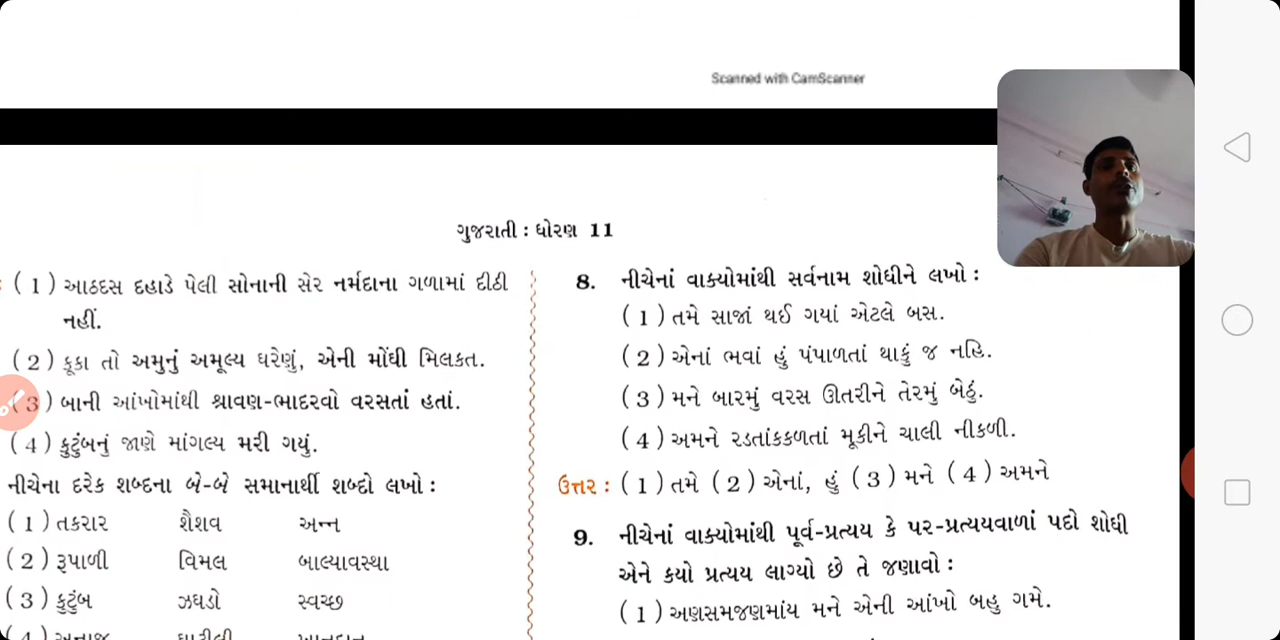 Scanned with CamScanner
ગુજરાતી : ધોરણ 11
( 1 ) આઠદસ દહાડે પેલી સોનાની સેર નર્મદાના ગળામાં દીઠી
નહીં.
( 2 ) કૂકા તો અમુનું અમૂલ્ય ઘરેણું, એની મોંઘી મિલકત.
( 3 ) બાની આંખોમાંથી શ્રાવણ-ભાદરવો વરસતાં હતાં.
( 4 ) કુટુંબનું જાણે માંગલ્ય મરી ગયું.
નીચેના દરેક શબ્દના બે-બે સમાનાર્થી શબ્દો લખો :
( 1 ) તકરાર શૈશવ અન્ન
( 2 ) રૂપાળી વિમલ બાલ્યાવસ્થા
( 3 ) કુટુંબ ઝઘડો સ્વચ્છ
8. નીચેનાં વાક્યોમાંથી સર્વનામ શોધીને લખો :
( 1 ) તમે સાજાં થઈ ગયાં એટલે બસ.
( 2 ) એનાં ભવાં હું પંપાળતાં થાકું જ નહિ.
( 3 ) મને બારમું વરસ ઊતરીને તેરમું બેઠું.
( 4 ) અમને રડતાંકકળતાં મૂકીને ચાલી નીકળી.
ઉત્તર : ( 1 ) તમે ( 2 ) એનાં, હું ( 3 ) મને ( 4 ) અમને
9. નીચેનાં વાક્યોમાંથી પૂર્વ-પ્રત્યય કે પર-પ્રત્યયવાળાં પદો શોધી
એને કયો પ્રત્યય લાગ્યો છે તે જણાવો :
( 1 ) અણસમજણમાંય મને એની આંખો બહુ ગમે.